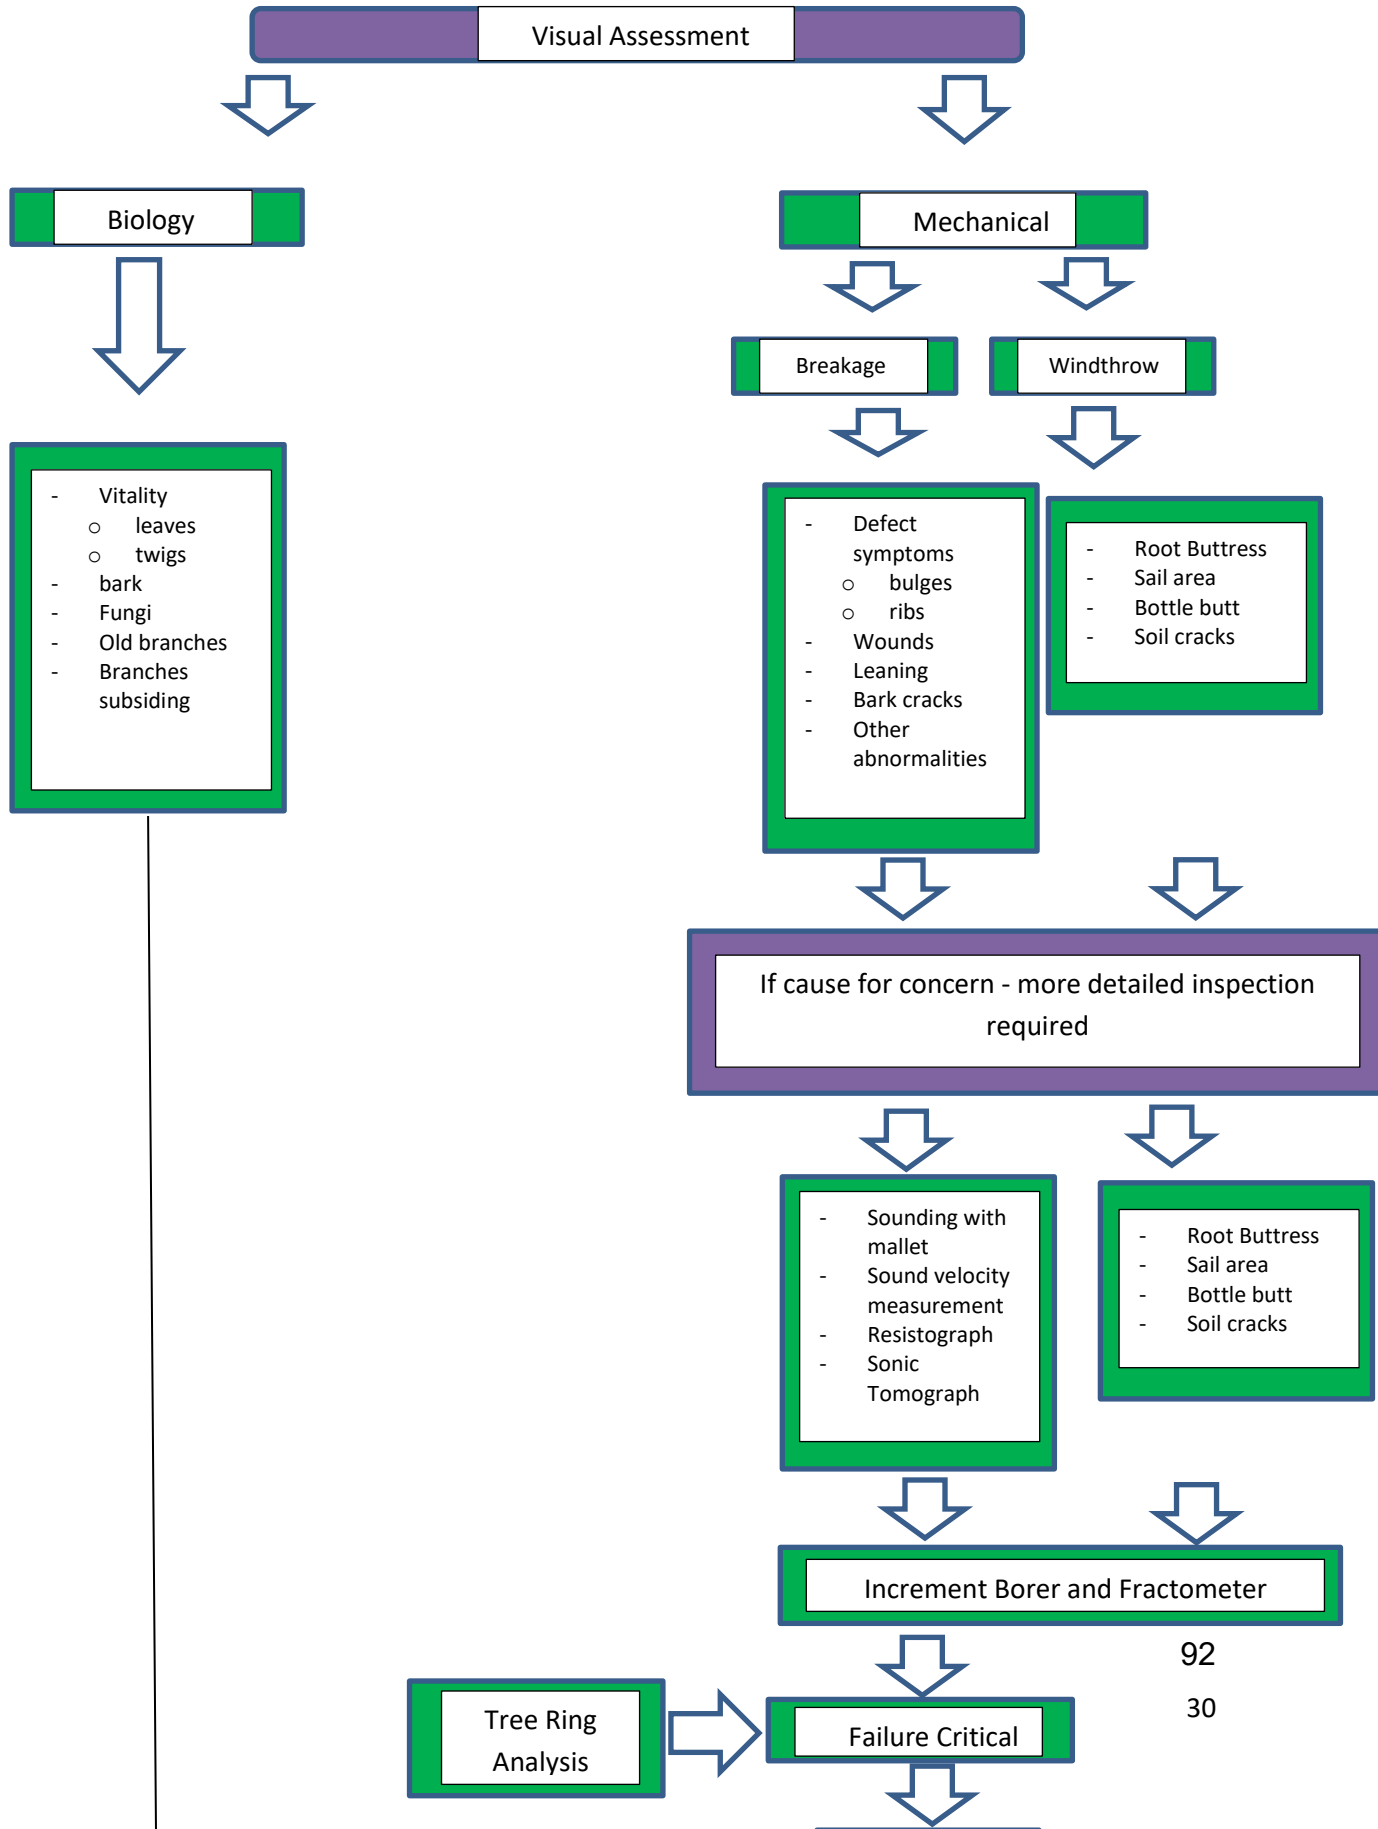 Visual Assessment
Biology
Mechanical
Breakage
Windthrow
- Vitality
o leaves
o twigs
- bark
- Fungi
- Old branches
- Branches
subsiding
- Defect
symptoms
o bulges
o ribs
- Wounds
- Leaning
- Bark cracks
- Other
abnormalities
- Root Buttress
- Sail area
- Bottle butt
- Soil cracks
If cause for concern - more detailed inspection
required
- Sounding with
mallet
- Sound velocity
measurement
- Resistograph
- Sonic
Tomograph
- Root Buttress
- Sail area
- Bottle butt
- Soil cracks
Increment Borer and Fractometer
92
30
Tree Ring
Analysis
Failure Critical